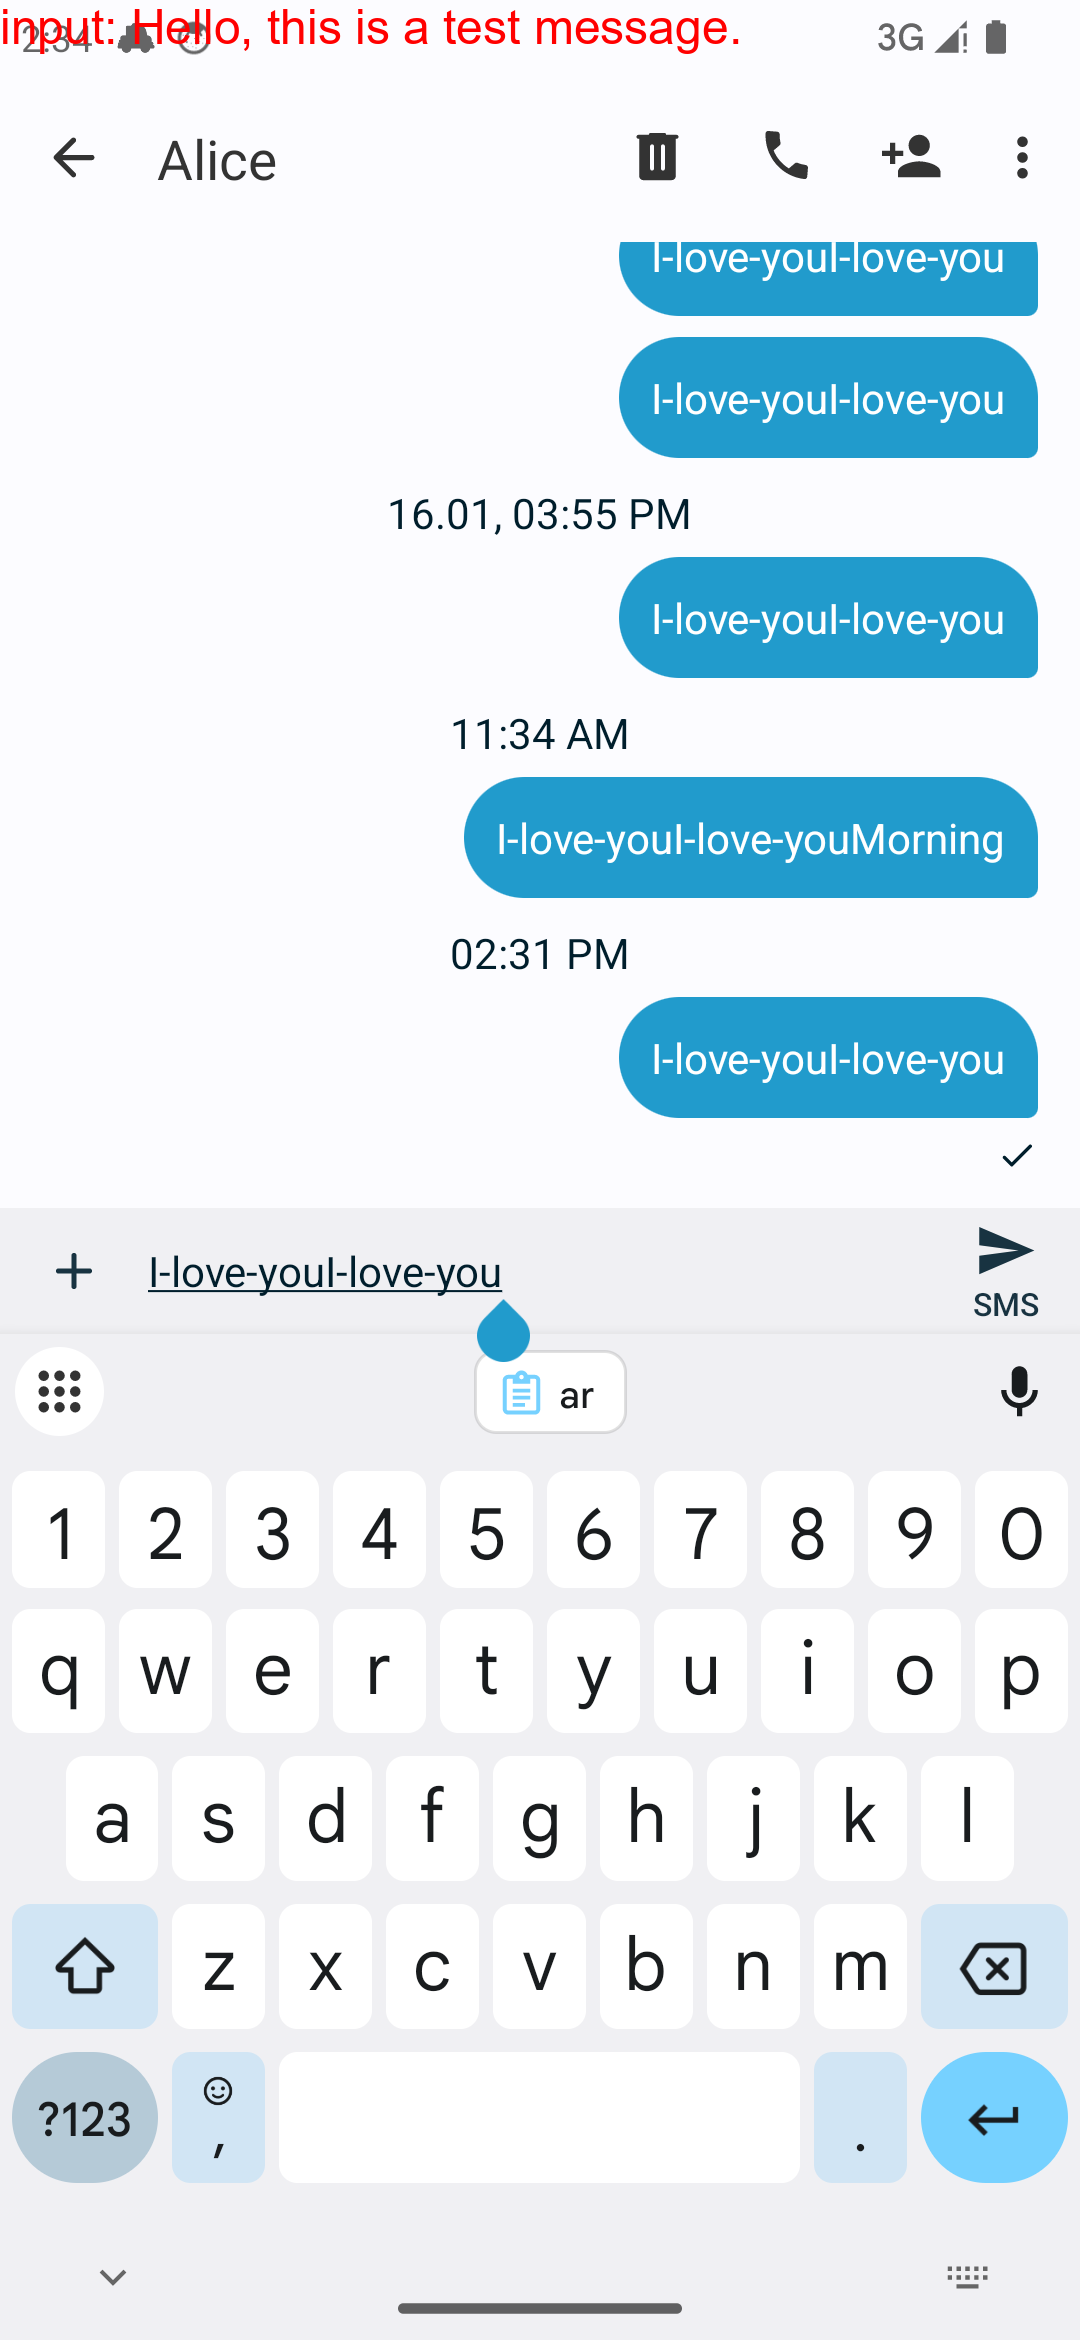 input: Hello, this is a test message.
2:34
3G
Alice
I-love-youI-love-you
I-love-youI-love-you
16.01, 03:55 PM
I-love-youI-love-you
11:34 AM
I-love-youI-love-youMorning
02:31 PM
I-love-youI-love-you
I-love-youI-love-you
SMS
ar
1 2 3 4 5 6 7 8 9 0
q w e r t y u i o p
a s d f g h j k l
z x c v b n m
?123 , .